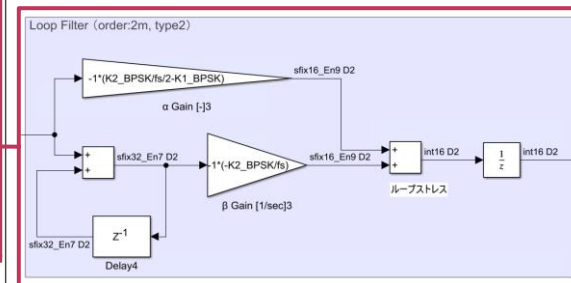 Loop Filter (order:2m, type2)
-1*(K2_BPSK/fs/2-K1_BPSK)
sfix16_En9 D2
α Gain [-]3
+
+
sfix32_En7 D2
-1*(-K2_BPSK/fs)
sfix16_En9 D2
β Gain [1/sec]3
+
+
int16 D2
1
z
int16 D2
ループストレス
Z-1
sfix32_En7 D2
Delay4